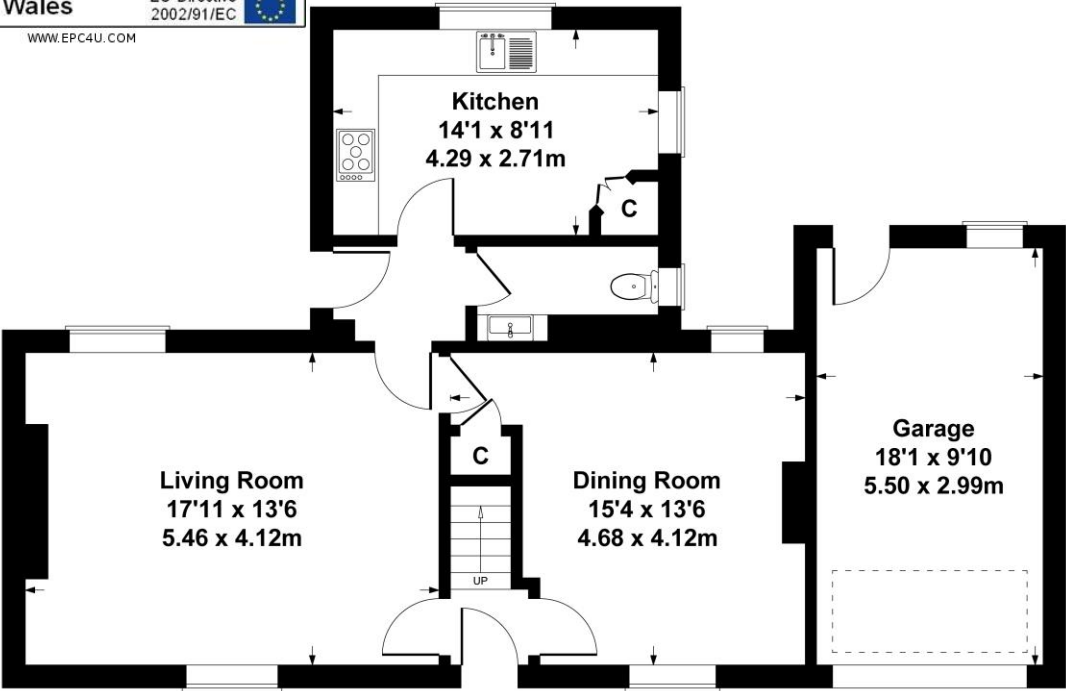 Wales
2002/91/EC
WWW.EPC4U.COM
Kitchen
14'1 x 8'11
4.29 x 2.71m
C
Living Room
17'11 x 13'6
5.46 x 4.12m
C
UP
Dining Room
15'4 x 13'6
4.68 x 4.12m
Garage
18'1 x 9'10
5.50 x 2.99m